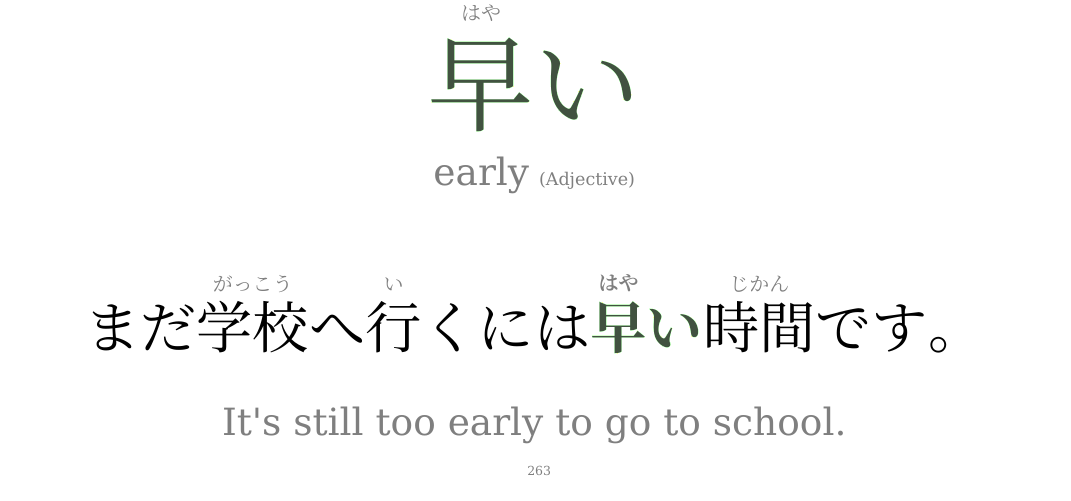 はや
早い
early (Adjective)
がっこう い はや じかん
まだ学校へ行くには早い時間です。
It's still too early to go to school.
263